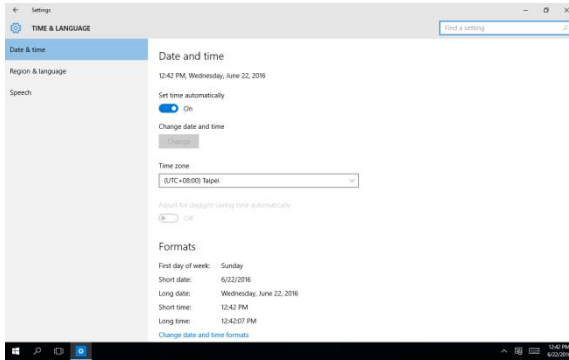 Settings
TIME & LANGUAGE
Find a setting
Date & time
Region & language
Speech
Date and time
12:42 PM, Wednesday, June 22, 2016
Set time automatically
On
Change date and time
Change
Time zone
(UTC+08:00) Taipei
Adjust for daylight saving time automatically
Off
Formats
First day of week: Sunday
Short date: 6/22/2016
Long date: Wednesday, June 22, 2016
Short time: 12:42 PM
Long time: 12:42:07 PM
Change date and time formats
12:42 PM
6/22/2016